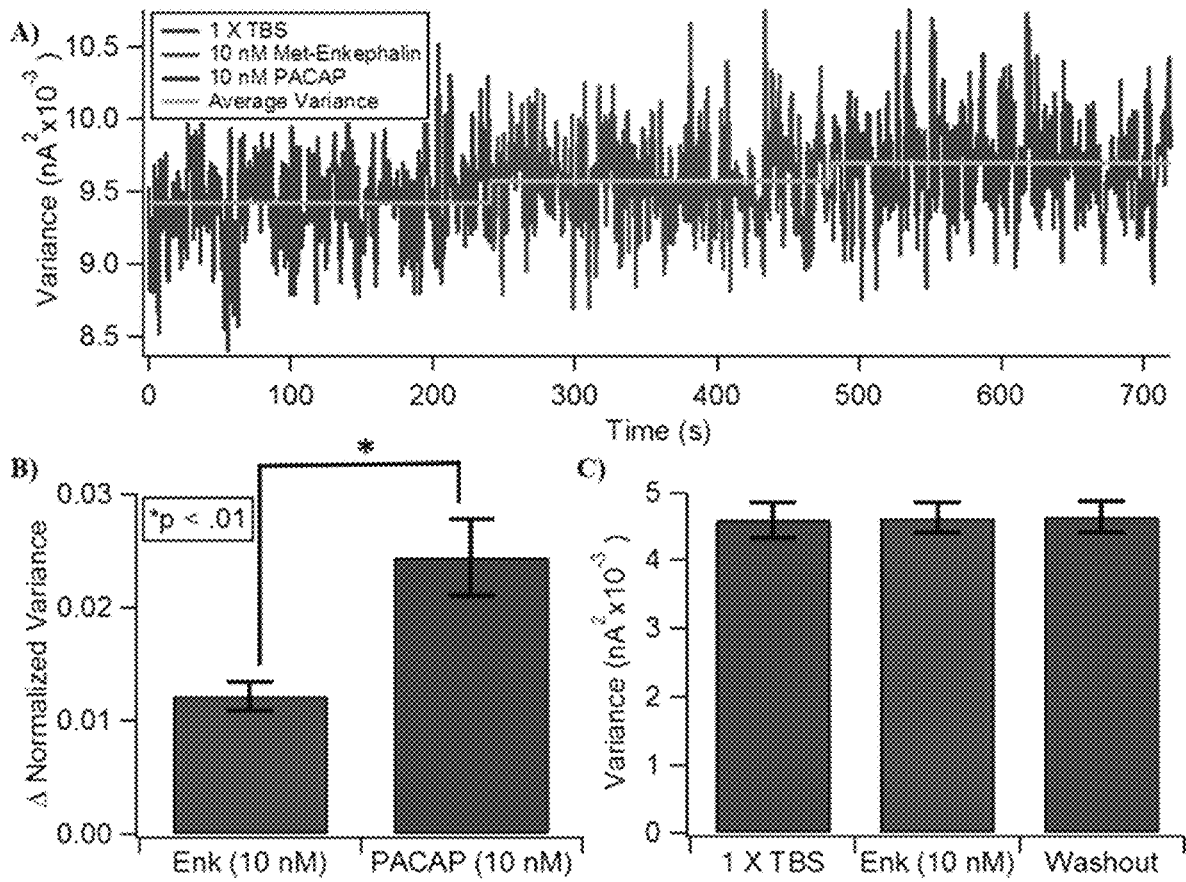 A)
1 X TBS
10 nM Met-Enkephalin
10 nM PACAP
Average Variance
Variance (nA² x10⁻³)
10.5
10.0
9.5
9.0
8.5
0 100 200 300 400 500 600 700
Time (s)
B)
*
*p < .01
Δ Normalized Variance
0.03
0.02
0.01
0.00
Enk (10 nM) PACAP (10 nM)
C)
Variance (nA² x10⁻³)
5
4
3
2
1
0
1 X TBS Enk (10 nM) Washout